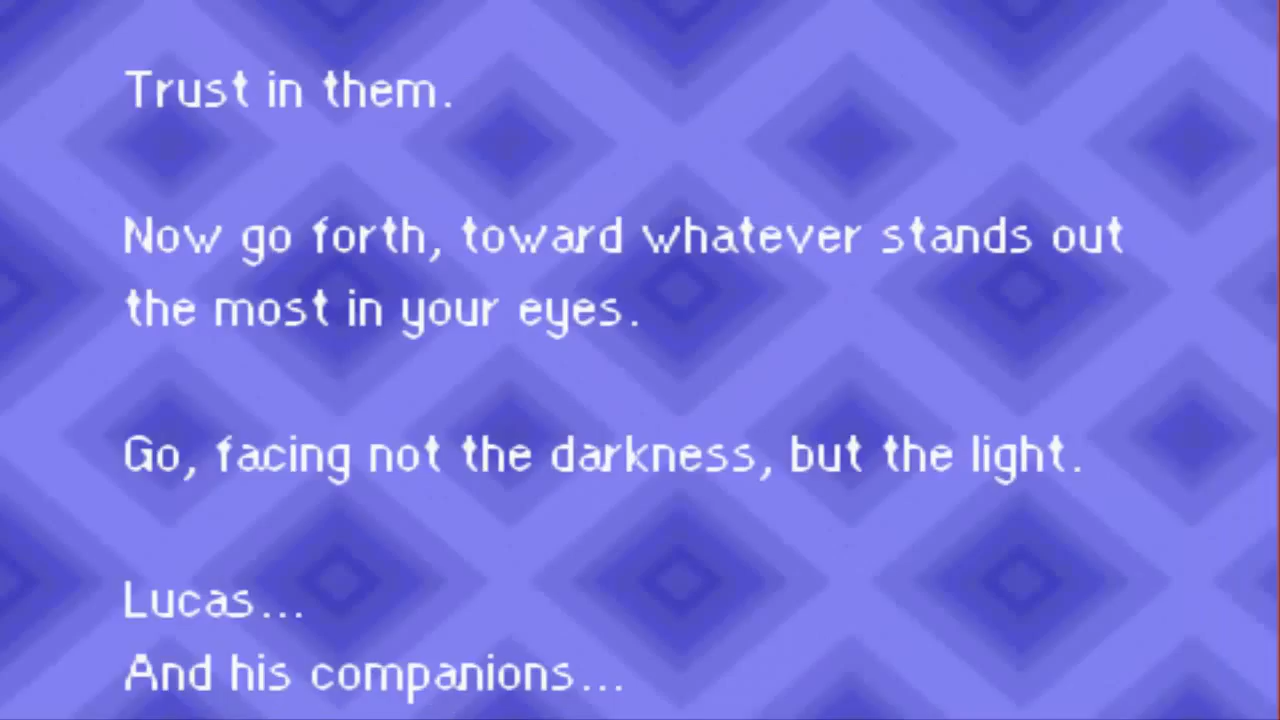 Trust in them.
Now go forth, toward whatever stands out
the most in your eyes.
Go, facing not the darkness, but the light.
Lucas...
And his companions...